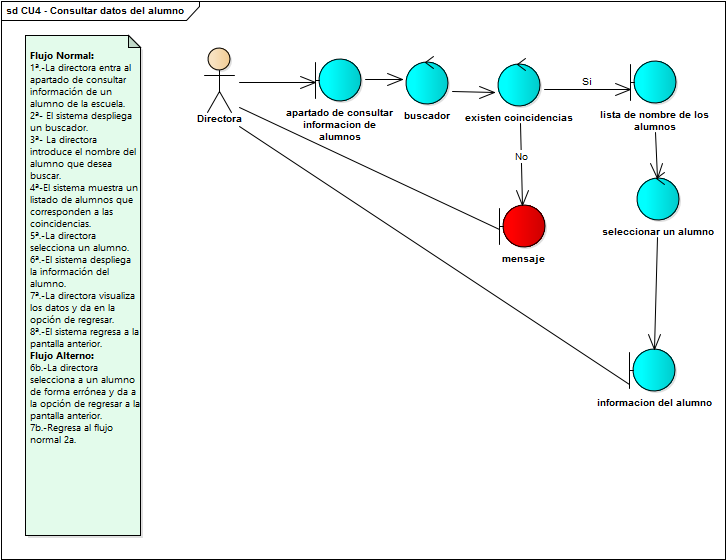 sd CU4 - Consultar datos del alumno
Flujo Normal:
1ª.-La directora entra al
apartado de consultar
información de un
alumno de la escuela.
2ª- El sistema despliega
un buscador.
3ª- La directora
introduce el nombre del
alumno que desea
buscar.
4ª-El sistema muestra un
listado de alumnos que
corresponden a las
coincidencias.
5ª.-La directora
selecciona un alumno.
6ª.-El sistema despliega
la información del
alumno.
7ª.-La directora visualiza
los datos y da en la
opción de regresar.
8ª.-El sistema regresa a la
pantalla anterior.
Flujo Alterno:
6b.-La directora
selecciona a un alumno
de forma errónea y da a
la opción de regresar a la
pantalla anterior.
7b.-Regresa al flujo
normal 2a.
Directora
apartado de consultar
informacion de
alumnos
buscador
existen coincidencias
Si
lista de nombre de los
alumnos
No
mensaje
seleccionar un alumno
informacion del alumno